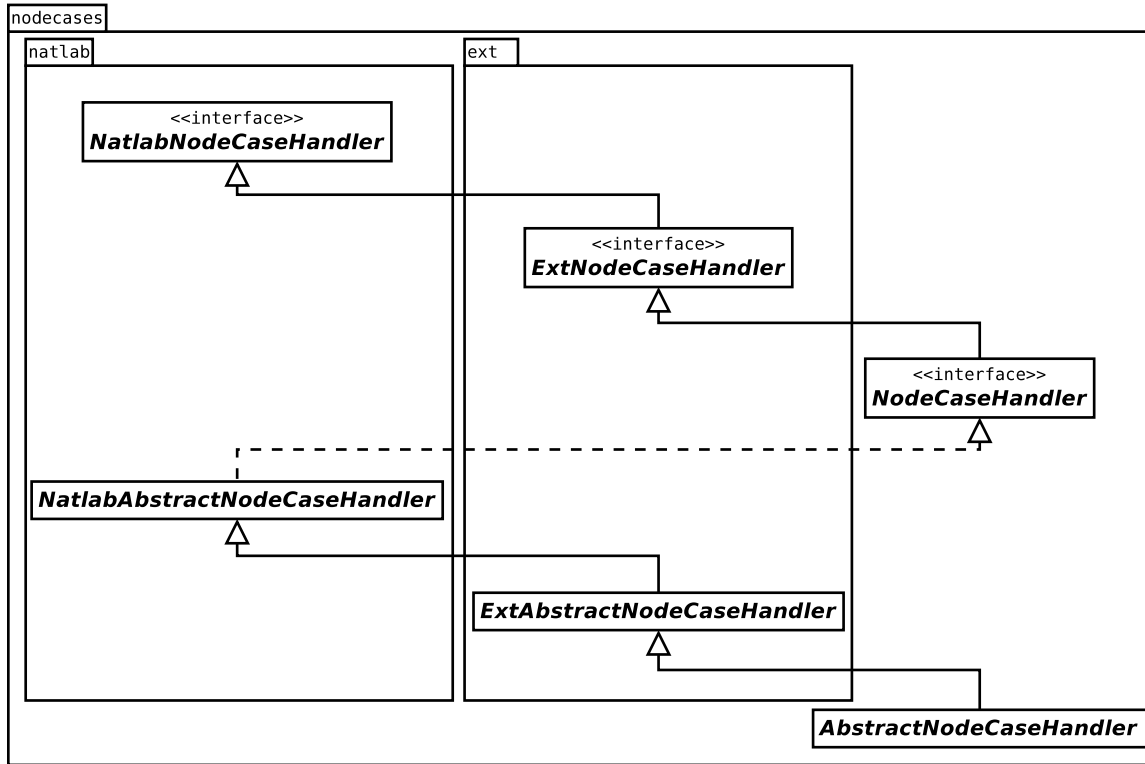 nodecases
natlab
ext
<<interface>>
NatlabNodeCaseHandler
<<interface>>
ExtNodeCaseHandler
<<interface>>
NodeCaseHandler
NatlabAbstractNodeCaseHandler
ExtAbstractNodeCaseHandler
AbstractNodeCaseHandler